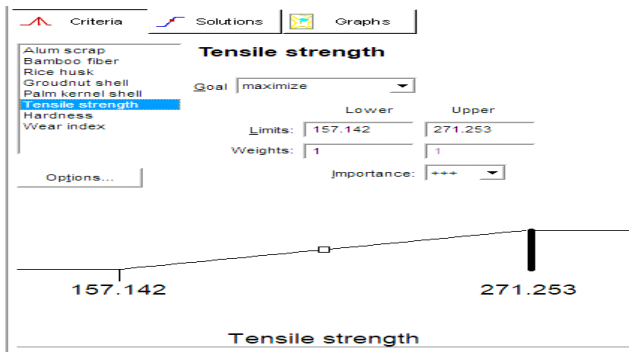 Criteria Solutions Graphs
Alum scrap
Bamboo fiber
Rice husk
Groudnut shell
Palm kernel shell
Tensile strength
Hardness
Wear index
Options...
Tensile strength
Goal maximize
Lower Upper
Limits: 157.142 271.253
Weights: 1 1
Importance: +++
157.142 271.253
Tensile strength